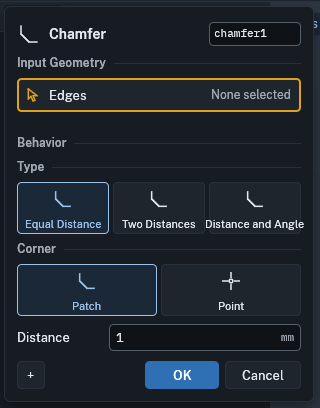 Chamfer chamfer1
Input Geometry
Edges None selected
Behavior
Type
Equal Distance Two Distances Distance and Angle
Corner
Patch Point
Distance 1 mm
+ OK Cancel